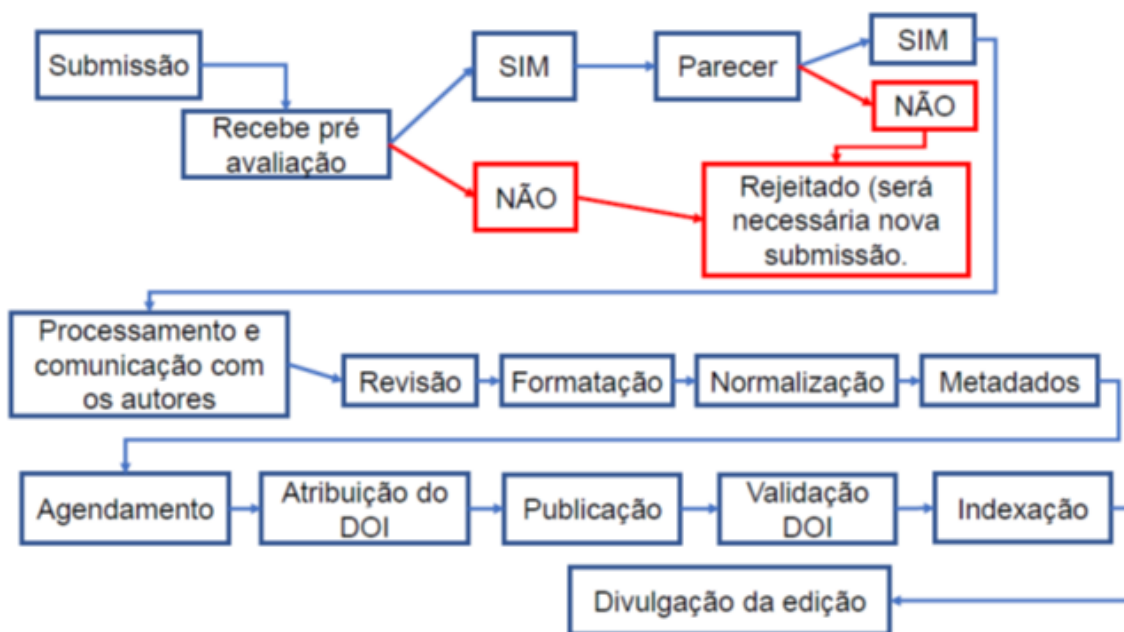 Submissão
Recebe pré
avaliação
SIM
NÃO
Parecer
SIM
NÃO
Rejeitado (será
necessária nova
submissão.
Processamento e
comunicação com
os autores
Revisão
Formatação
Normalização
Metadados
Agendamento
Atribuição do
DOI
Publicação
Validação
DOI
Indexação
Divulgação da edição